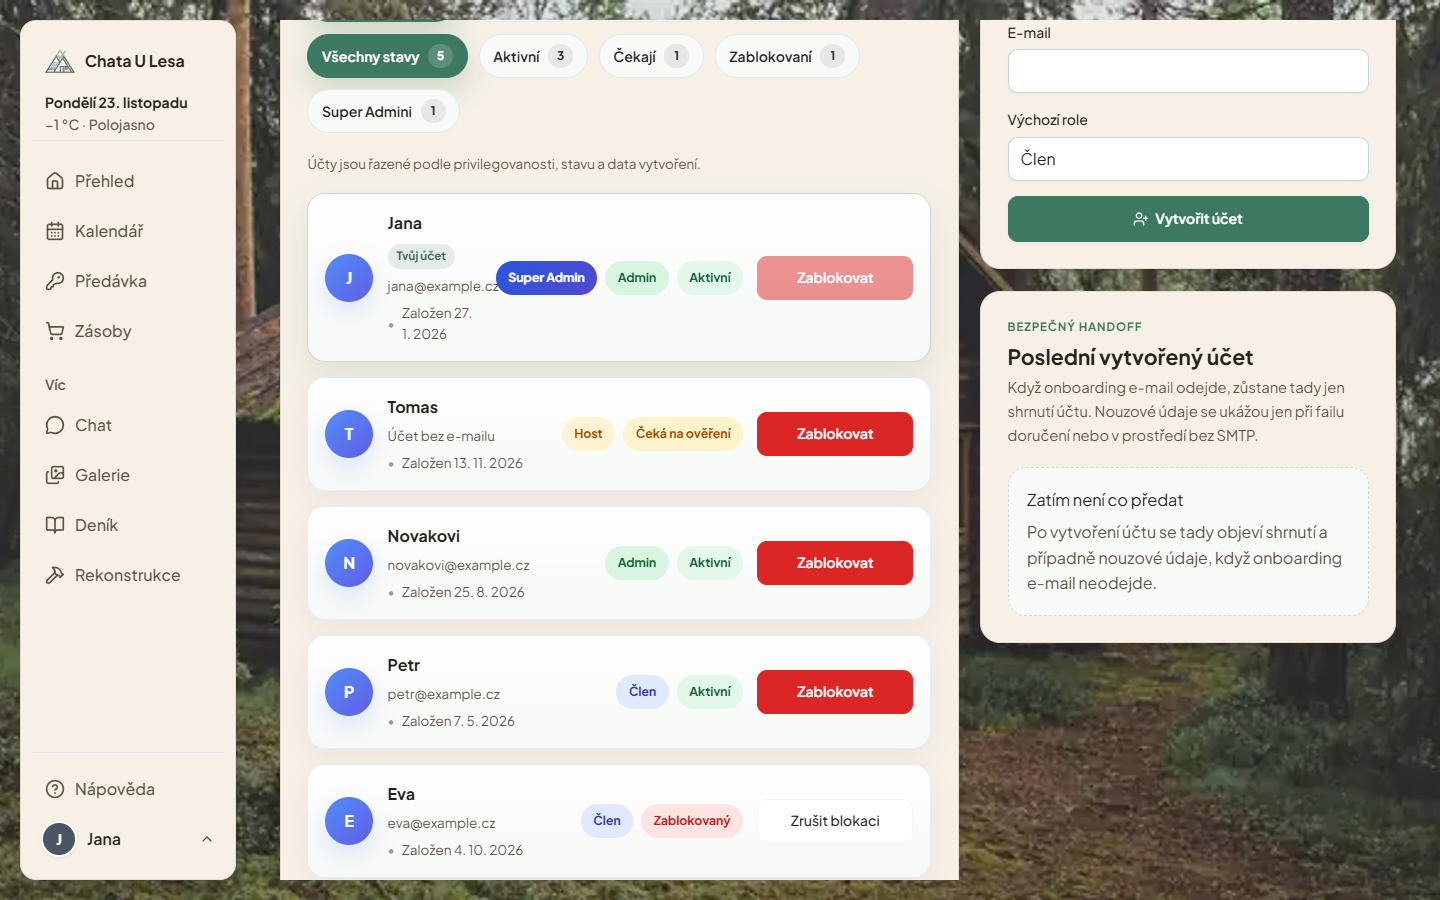 Chata U Lesa
Pondělí 23. listopadu
−1 °C · Polojasno
Přehled
Kalendář
Předávka
Zásoby
Víc
Chat
Galerie
Deník
Rekonstrukce
Nápověda
J
Jana
Všechny stavy 5
Aktivní 3
Čekají 1
Zablokovaní 1
Super Admini 1
Účty jsou řazené podle privilegovanosti, stavu a data vytvoření.
J
Jana
Tvůj účet
jana@example.cz
• Založen 27.
1. 2026
Super Admin
Admin
Aktivní
Zablokovat
T
Tomas
Účet bez e-mailu
• Založen 13. 11. 2026
Host
Čeká na ověření
Zablokovat
N
Novakovi
novakovi@example.cz
• Založen 25. 8. 2026
Admin
Aktivní
Zablokovat
P
Petr
petr@example.cz
• Založen 7. 5. 2026
Člen
Aktivní
Zablokovat
E
Eva
eva@example.cz
• Založen 4. 10. 2026
Člen
Zablokovaný
Zrušit blokaci
E-mail
Výchozí role
Člen
Vytvořit účet
BEZPEČNÝ HANDOFF
Poslední vytvořený účet
Když onboarding e-mail odejde, zůstane tady jen
shrnutí účtu. Nouzové údaje se ukážou jen při failu
doručení nebo v prostředí bez SMTP.
Zatím není co předat
Po vytvoření účtu se tady objeví shrnutí a
případně nouzové údaje, když onboarding
e-mail neodejde.